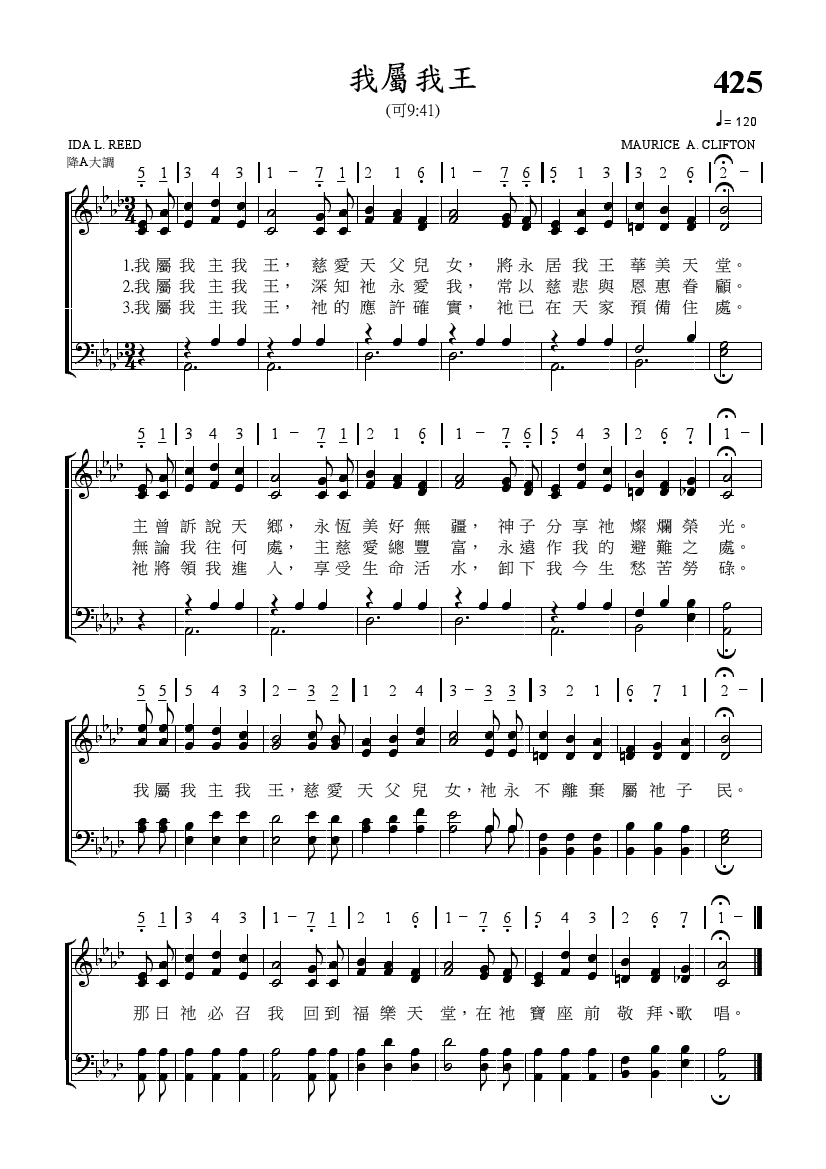 我屬我王
425
(可9:41)
♩= 120
IDA L. REED
MAURICE A. CLIFTON
降A大調
5 1 | 3 4 3 | 1 – 7 1 | 2 1 6 | 1 – 7 6 | 5 1 3 | 3 2 6 | 2 – |
1.我屬我主我王，慈愛天父兒女，將永居我王華美天堂。
2.我屬我主我王，深知祂永愛我，常以慈悲與恩惠眷顧。
3.我屬我主我王，祂的應許確實，祂已在天家預備住處。
5 1 | 3 4 3 | 1 – 7 1 | 2 1 6 | 1 – 7 6 | 5 1 3 | 2 6 7 | 1 – |
主曾訴說天鄉，永恆美好無疆，神子分享祂燦爛榮光。
無論我往何處，主慈愛總豐富，永遠作我的避難之處。
祂將領我進入，享受生命活水，卸下我今生愁苦勞碌。
5 5 | 5 4 3 | 2 – 3 2 | 1 2 4 | 3 – 3 3 | 3 2 1 | 6 7 1 | 2 – |
我屬我主我王，慈愛天父兒女，祂永不離棄屬祂子民。
5 1 | 3 4 3 | 1 – 7 1 | 2 1 6 | 1 – 7 6 | 5 4 3 | 2 6 7 | 1 –
那日祂必召我回到福樂天堂，在祂寶座前敬拜、歌唱。